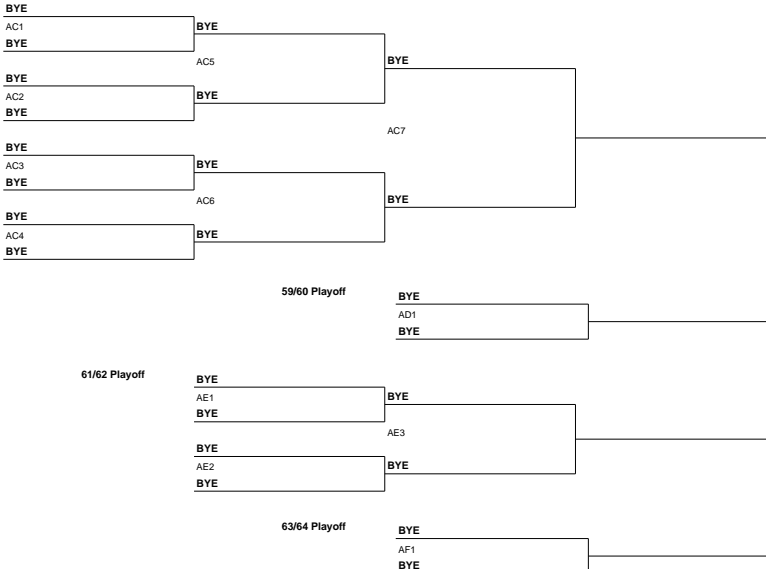 BYE
AC1
BYE
BYE
AC5
BYE
AC2
BYE
BYE
BYE
AC7
BYE
AC3
BYE
BYE
AC6
BYE
AC4
BYE
BYE
BYE
59/60 Playoff
BYE
AD1
BYE
61/62 Playoff
BYE
AE1
BYE
BYE
AE3
BYE
AE2
BYE
BYE
63/64 Playoff
BYE
AF1
BYE